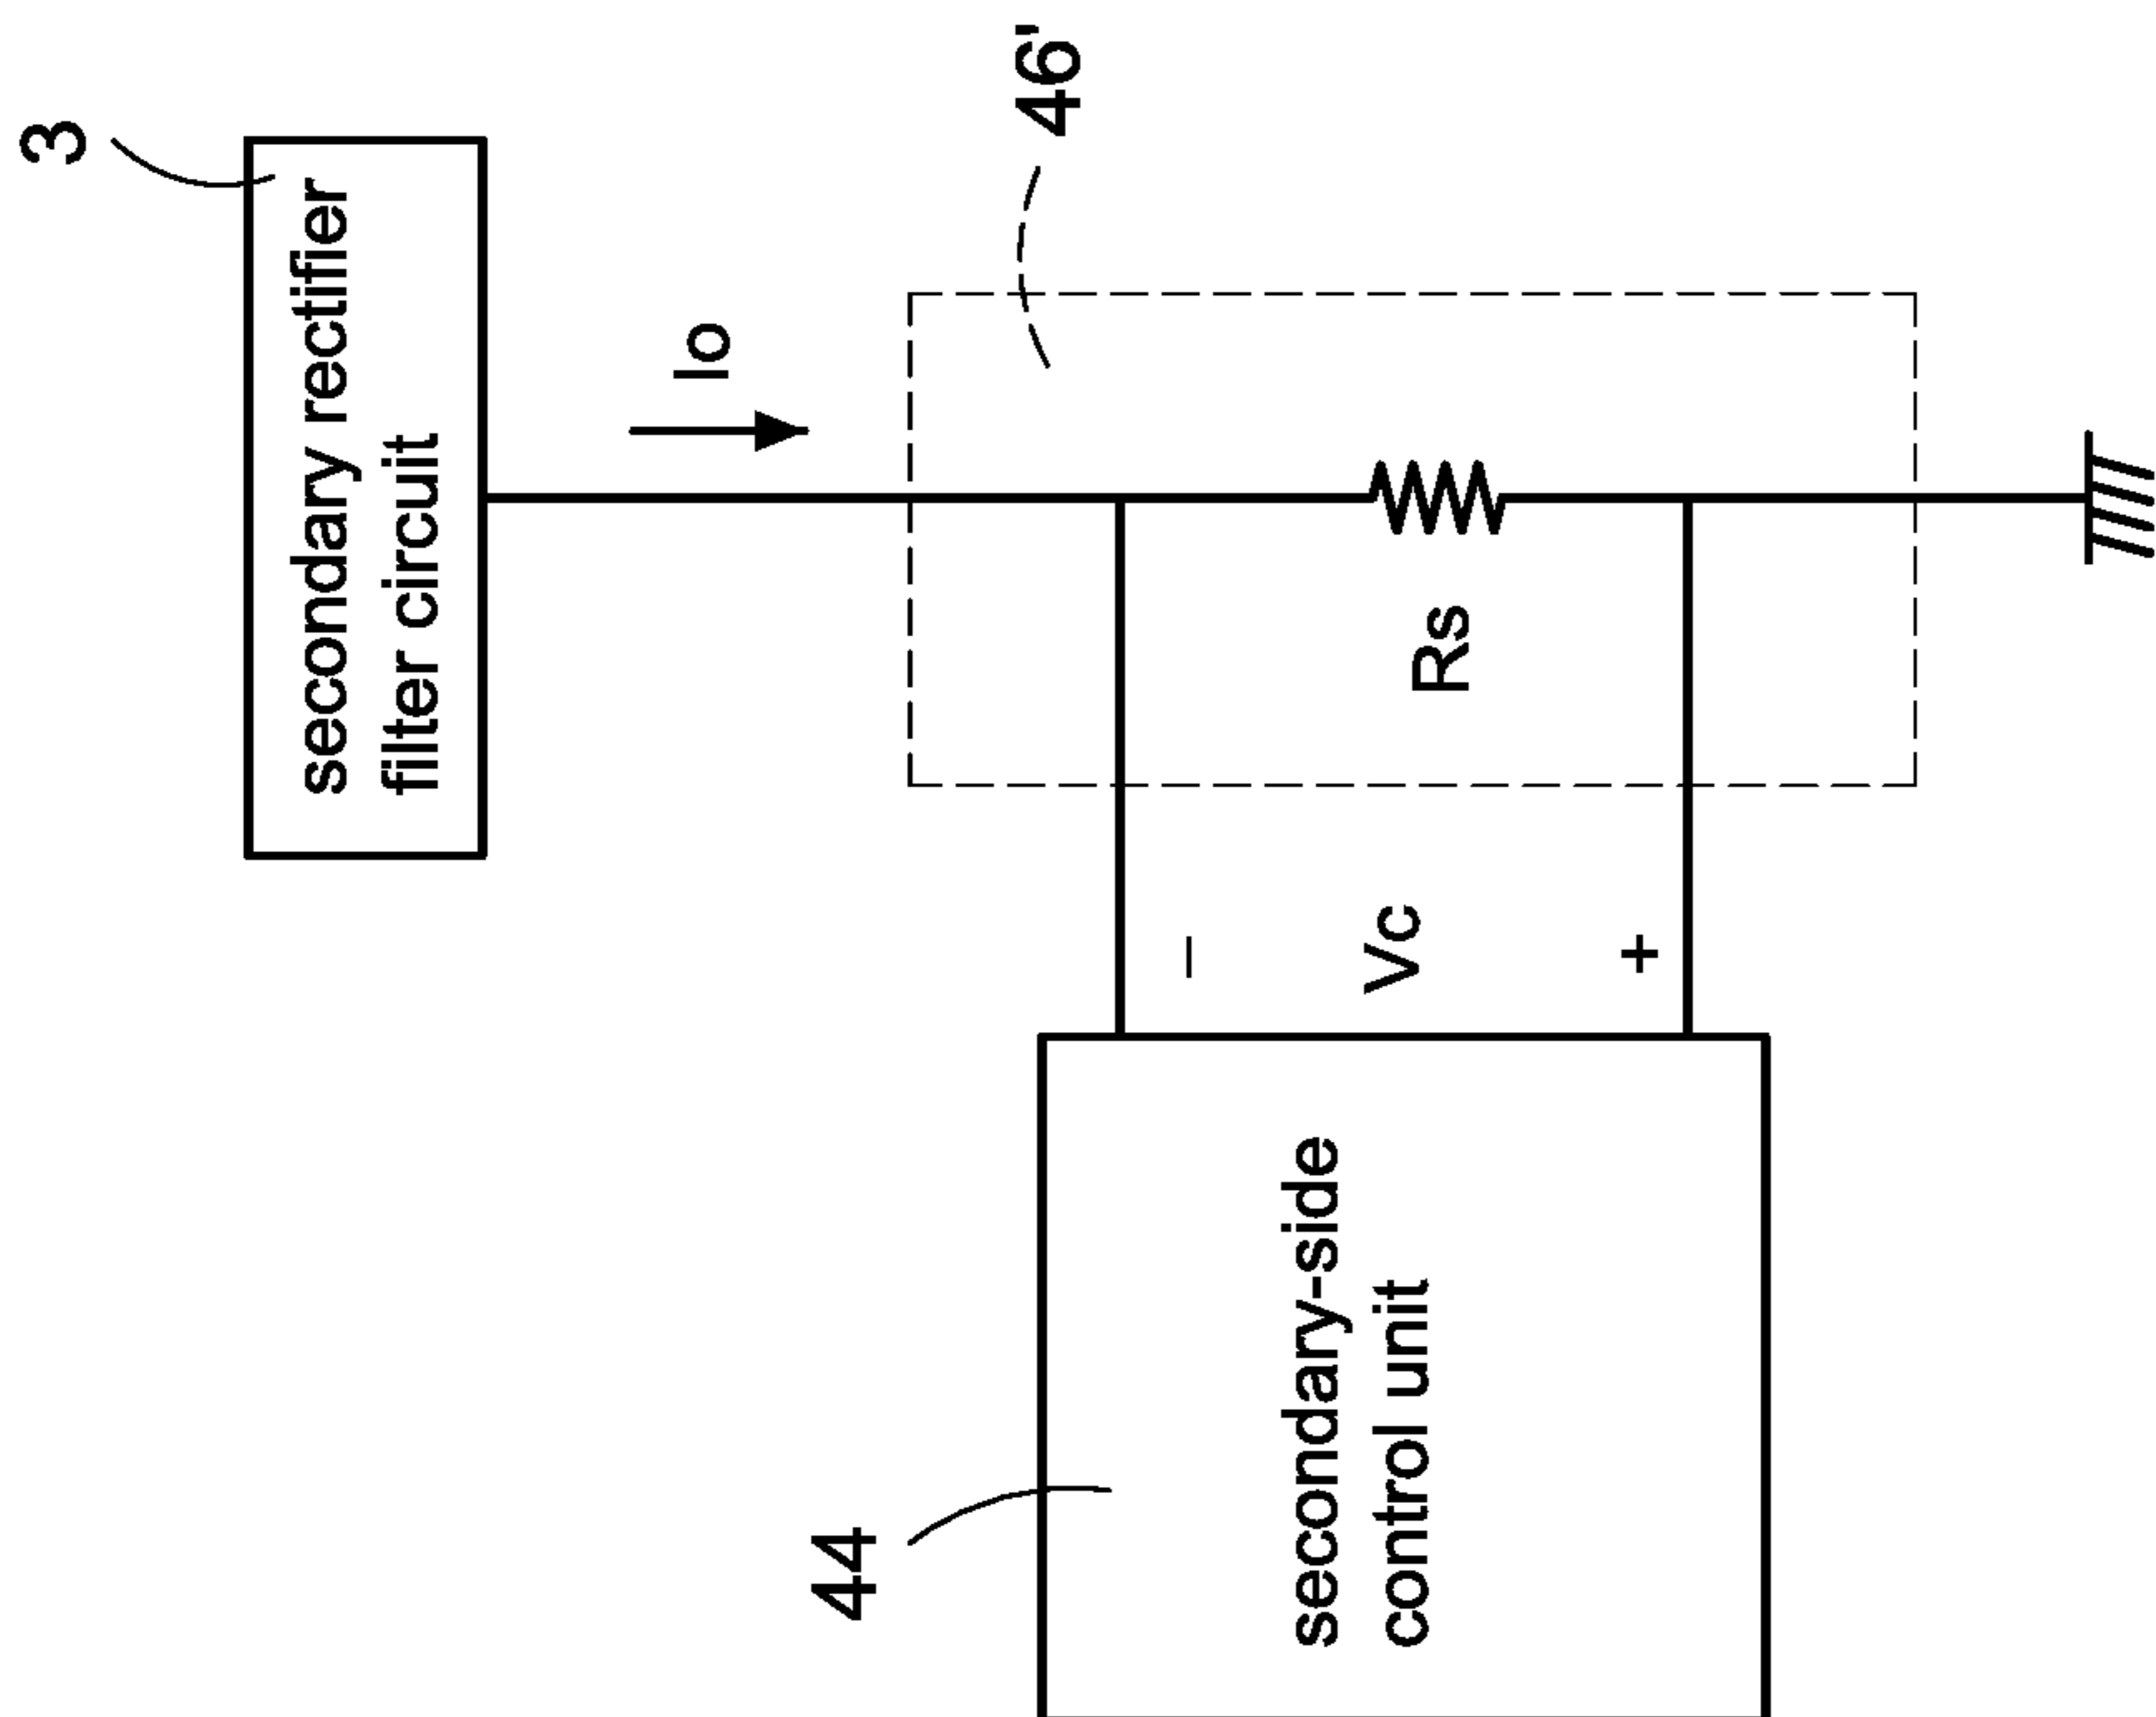 3
secondary rectifier
filter circuit
Io
46'
Rs
−
Vc
+
44
secondary-side
control unit